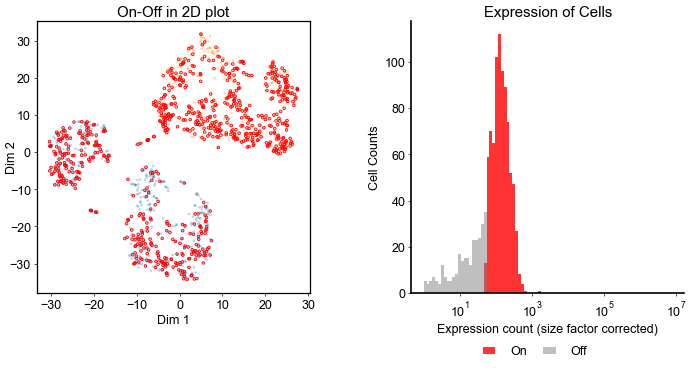 On-Off in 2D plot
Dim 2
30
20
10
0
−10
−20
−30
−30 −20 −10 0 10 20 30
Dim 1
Expression of Cells
Cell Counts
100
80
60
40
20
0
10^1 10^3 10^5 10^7
Expression count (size factor corrected)
On Off